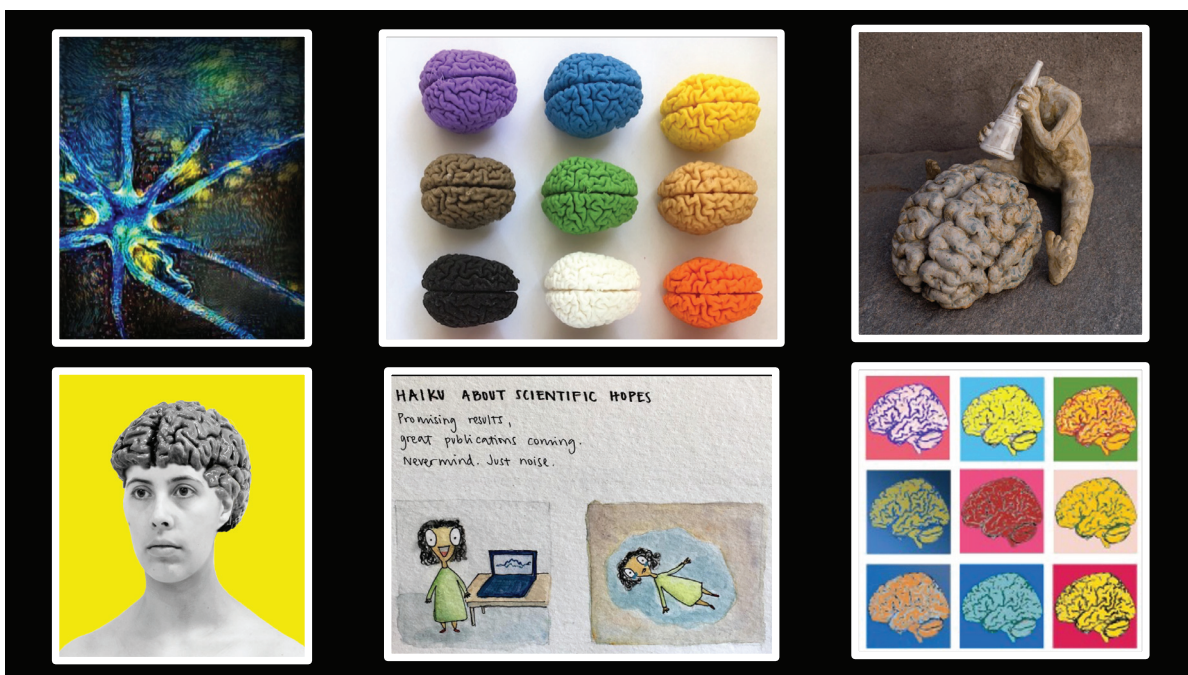 HAIKU ABOUT SCIENTIFIC HOPES
Promising results,
great publications coming.
Nevermind. Just noise.